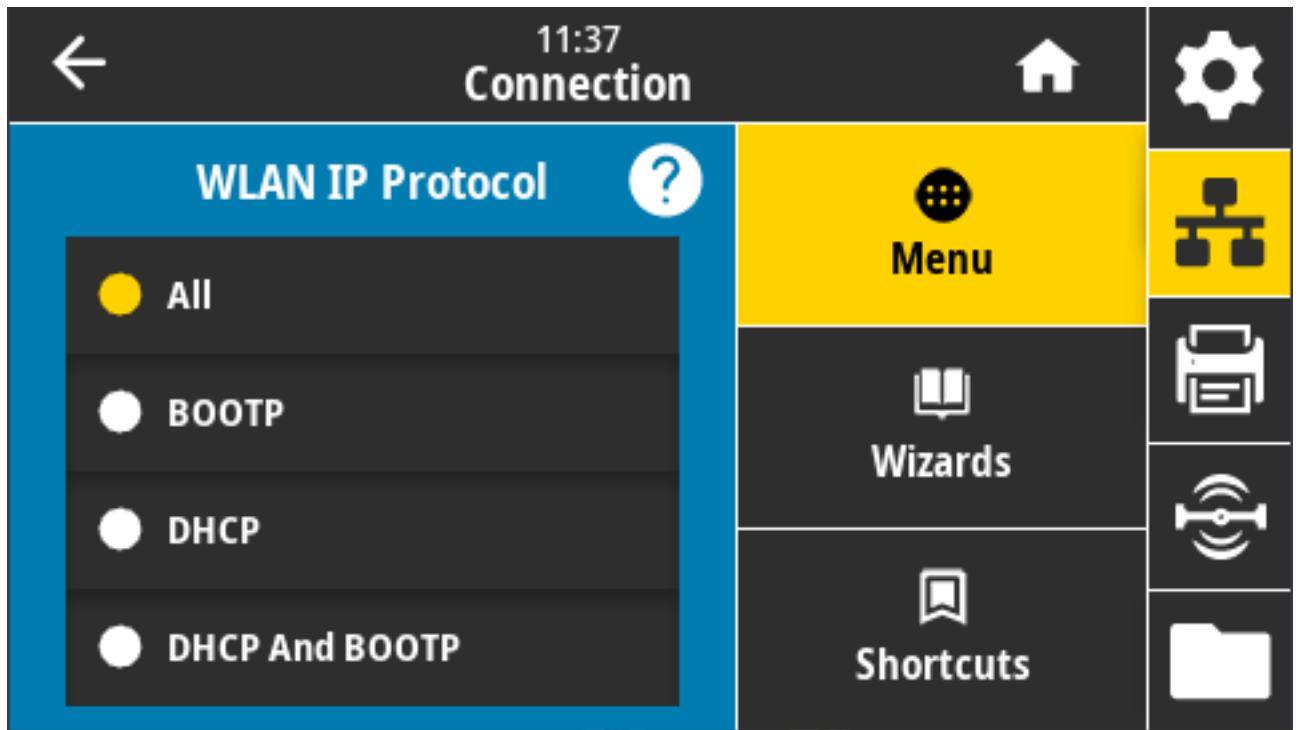 11:37
Connection
WLAN IP Protocol
?
All
BOOTP
DHCP
DHCP And BOOTP
Menu
Wizards
Shortcuts